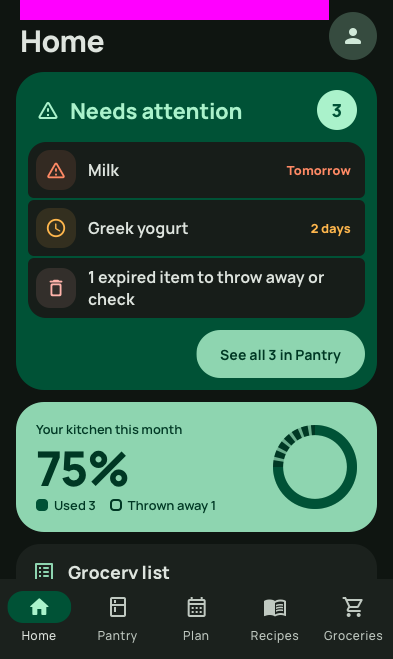 Home
Needs attention
3
Milk
Tomorrow
Greek yogurt
2 days
1 expired item to throw away or
check
See all 3 in Pantry
Your kitchen this month
75%
Used 3
Thrown away 1
Grocery list
Home
Pantry
Plan
Recipes
Groceries